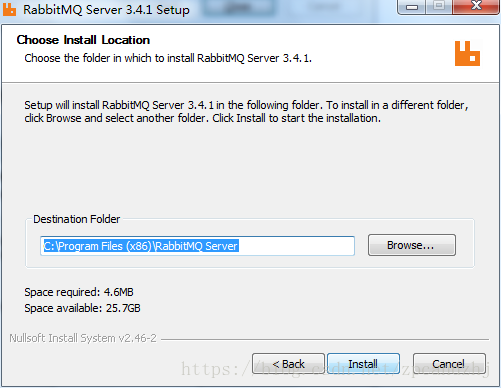 RabbitMQ Server 3.4.1 Setup
Choose Install Location
Choose the folder in which to install RabbitMQ Server 3.4.1.
Setup will install RabbitMQ Server 3.4.1 in the following folder. To install in a different folder,
click Browse and select another folder. Click Install to start the installation.
Destination Folder
C:\Program Files (x86)\RabbitMQ Server
Browse...
Space required: 4.6MB
Space available: 25.7GB
Nullsoft Install System v2.46-2
< Back
Install
Cancel